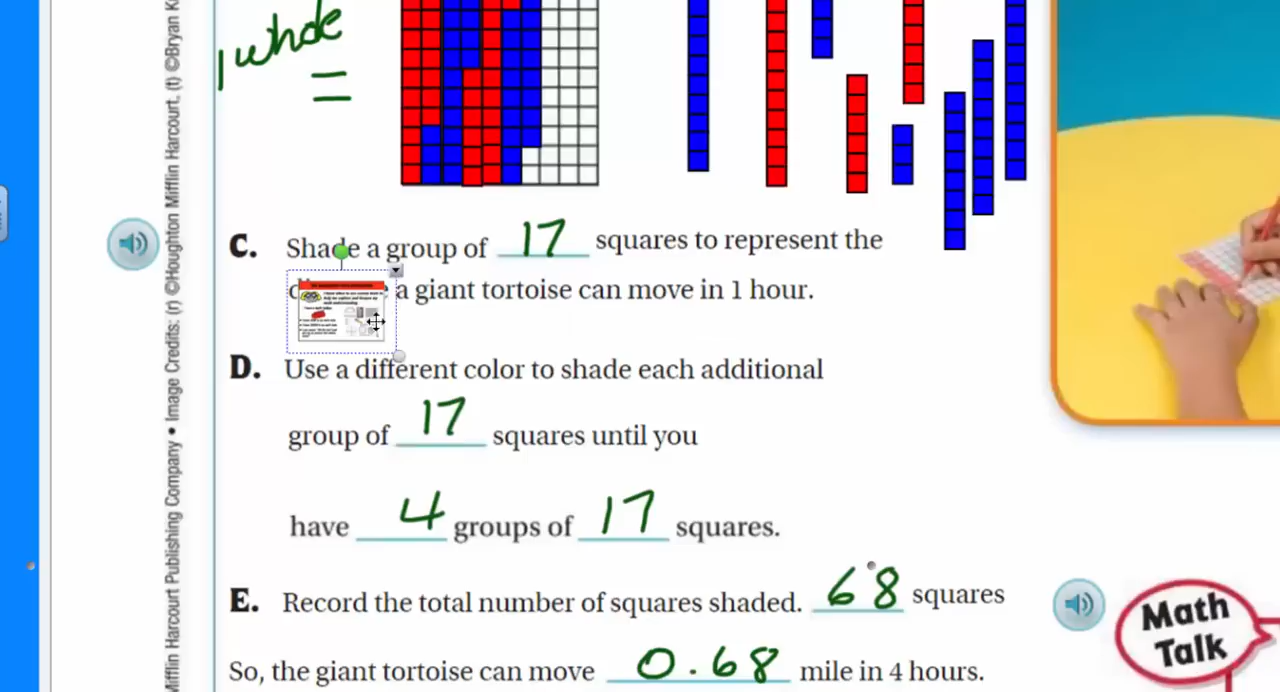 1 whole
=
C. Shade a group of 17 squares to represent the
a giant tortoise can move in 1 hour.
D. Use a different color to shade each additional
group of 17 squares until you
have 4 groups of 17 squares.
E. Record the total number of squares shaded. 68 squares
So, the giant tortoise can move 0.68 mile in 4 hours.
Math
Talk
Mifflin Harcourt Publishing Company • Image Credits: (r) ©Houghton Mifflin Harcourt, (t) ©Bryan